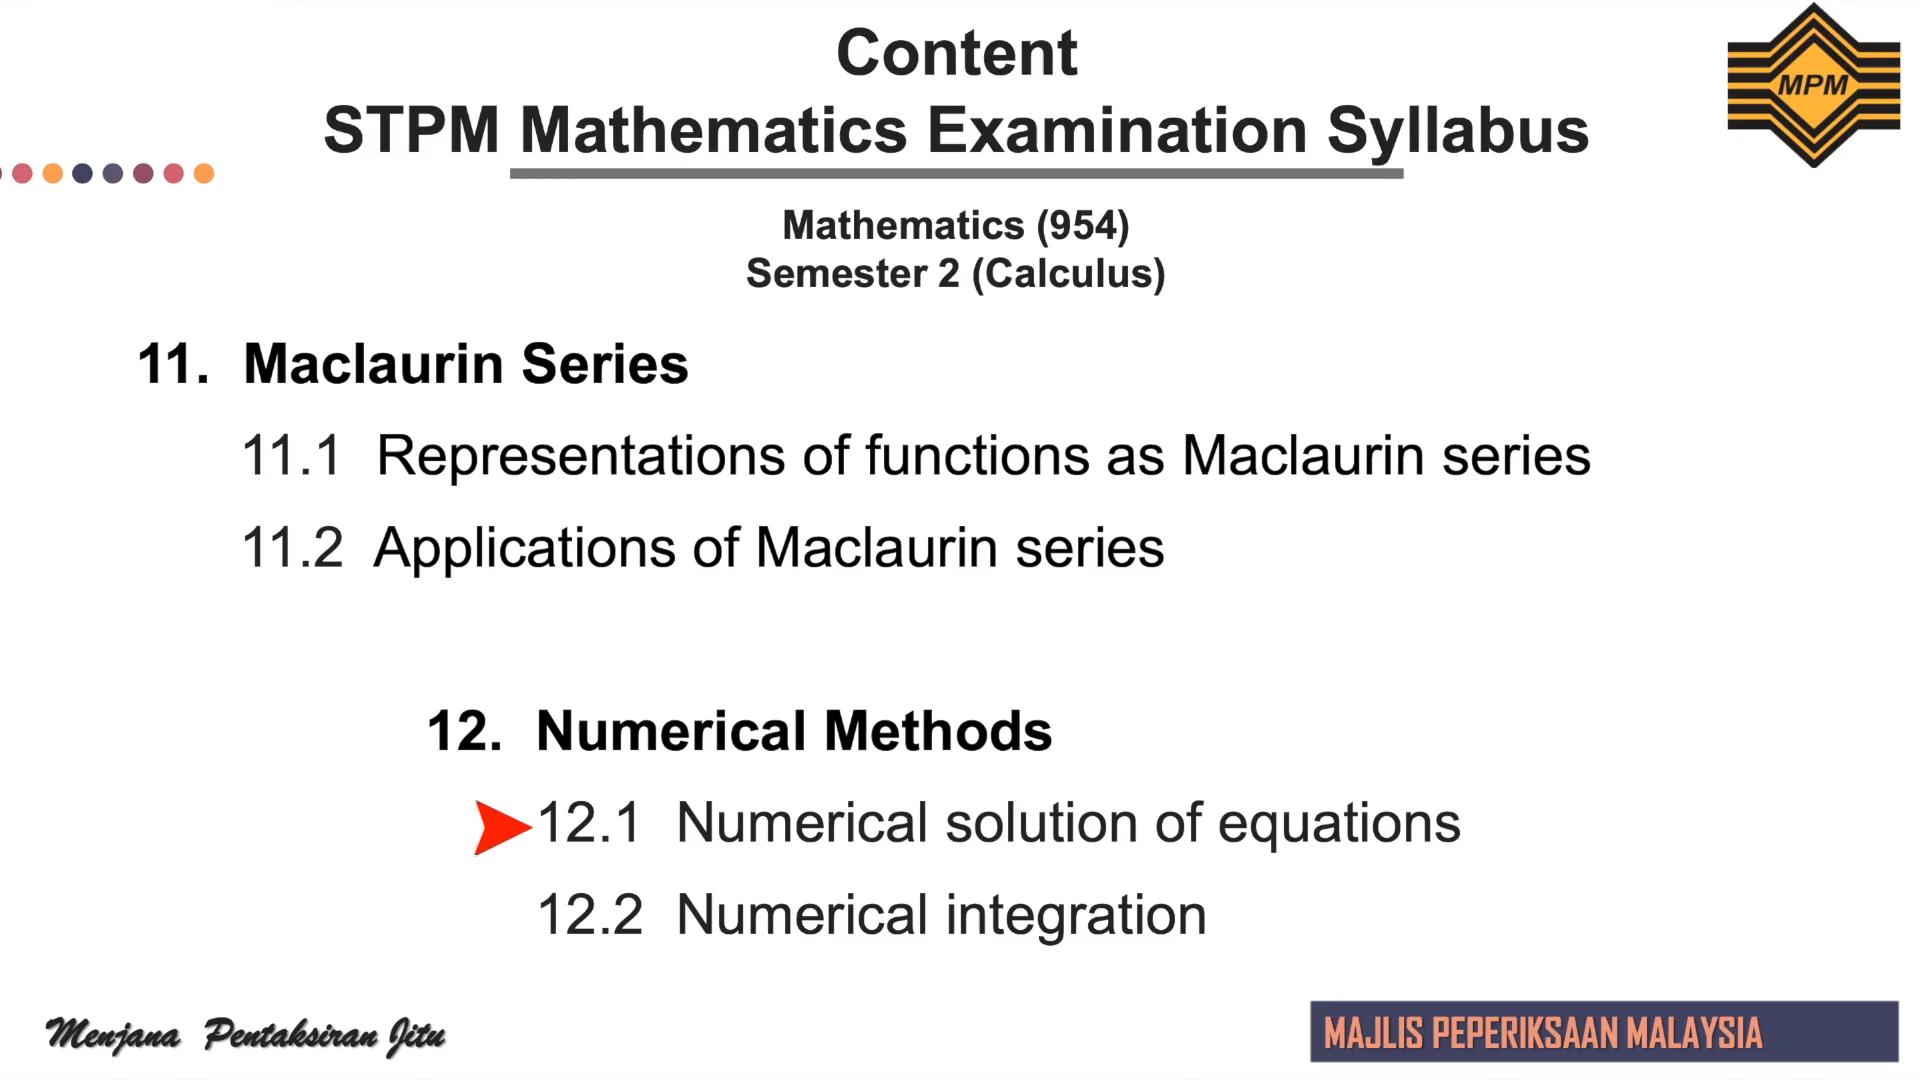 Content
STPM Mathematics Examination Syllabus
MPM
Mathematics (954)
Semester 2 (Calculus)
11. Maclaurin Series
11.1 Representations of functions as Maclaurin series
11.2 Applications of Maclaurin series
12. Numerical Methods
12.1 Numerical solution of equations
12.2 Numerical integration
Menjana Pentaksiran Jitu
MAJLIS PEPERIKSAAN MALAYSIA